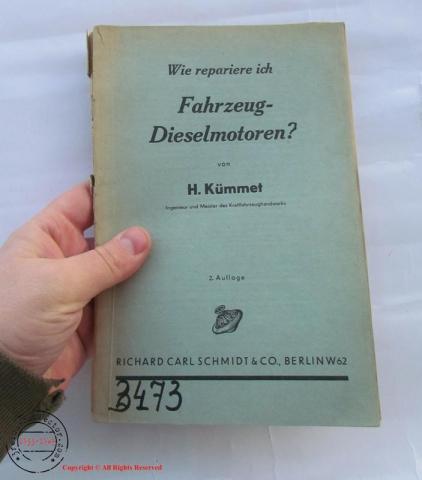 Wie repariere ich
Fahrzeug-
Dieselmotoren?
von
H. Kümmet
Ingenieur und Meister des Kraftfahrzeughandwerks
2. Auflage
RICHARD CARL SCHMIDT & CO., BERLIN W 62
3473
Copyright © All Rights Reserved